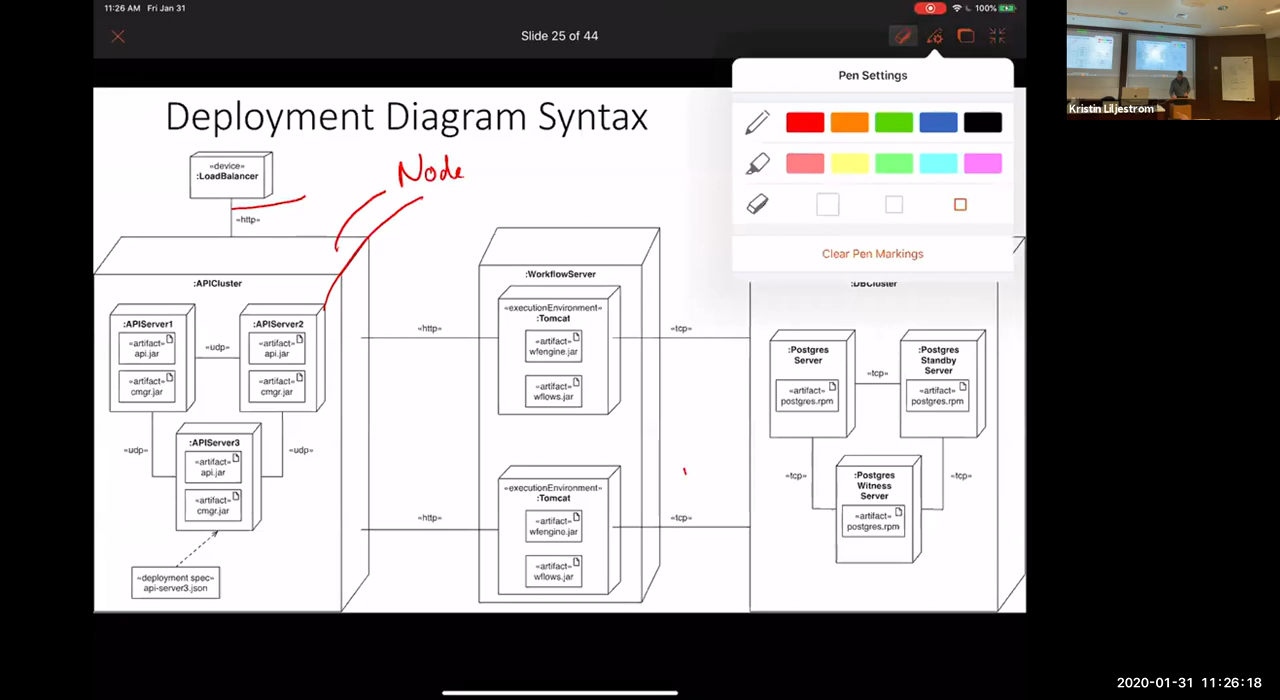 11:26 AM Fri Jan 31
100%
Slide 25 of 44
Pen Settings
Clear Pen Markings
Kristin Liljestrom
Deployment Diagram Syntax
Node
«device»
:LoadBalancer
«http»
:APICluster
:APIServer1
«artifact»
api.jar
«artifact»
cmgr.jar
«udp»
:APIServer2
«artifact»
api.jar
«artifact»
cmgr.jar
«udp»
«udp»
:APIServer3
«artifact»
api.jar
«artifact»
cmgr.jar
«deployment spec»
api-server3.json
«http»
«http»
:WorkflowServer
«executionEnvironment»
:Tomcat
«artifact»
wfengine.jar
«artifact»
wflows.jar
«executionEnvironment»
:Tomcat
«artifact»
wfengine.jar
«artifact»
wflows.jar
«tcp»
«tcp»
:DBCluster
:Postgres
Server
«artifact»
postgres.rpm
«tcp»
:Postgres
Standby
Server
«artifact»
postgres.rpm
«tcp»
«tcp»
:Postgres
Witness
Server
«artifact»
postgres.rpm
2020-01-31 11:26:18